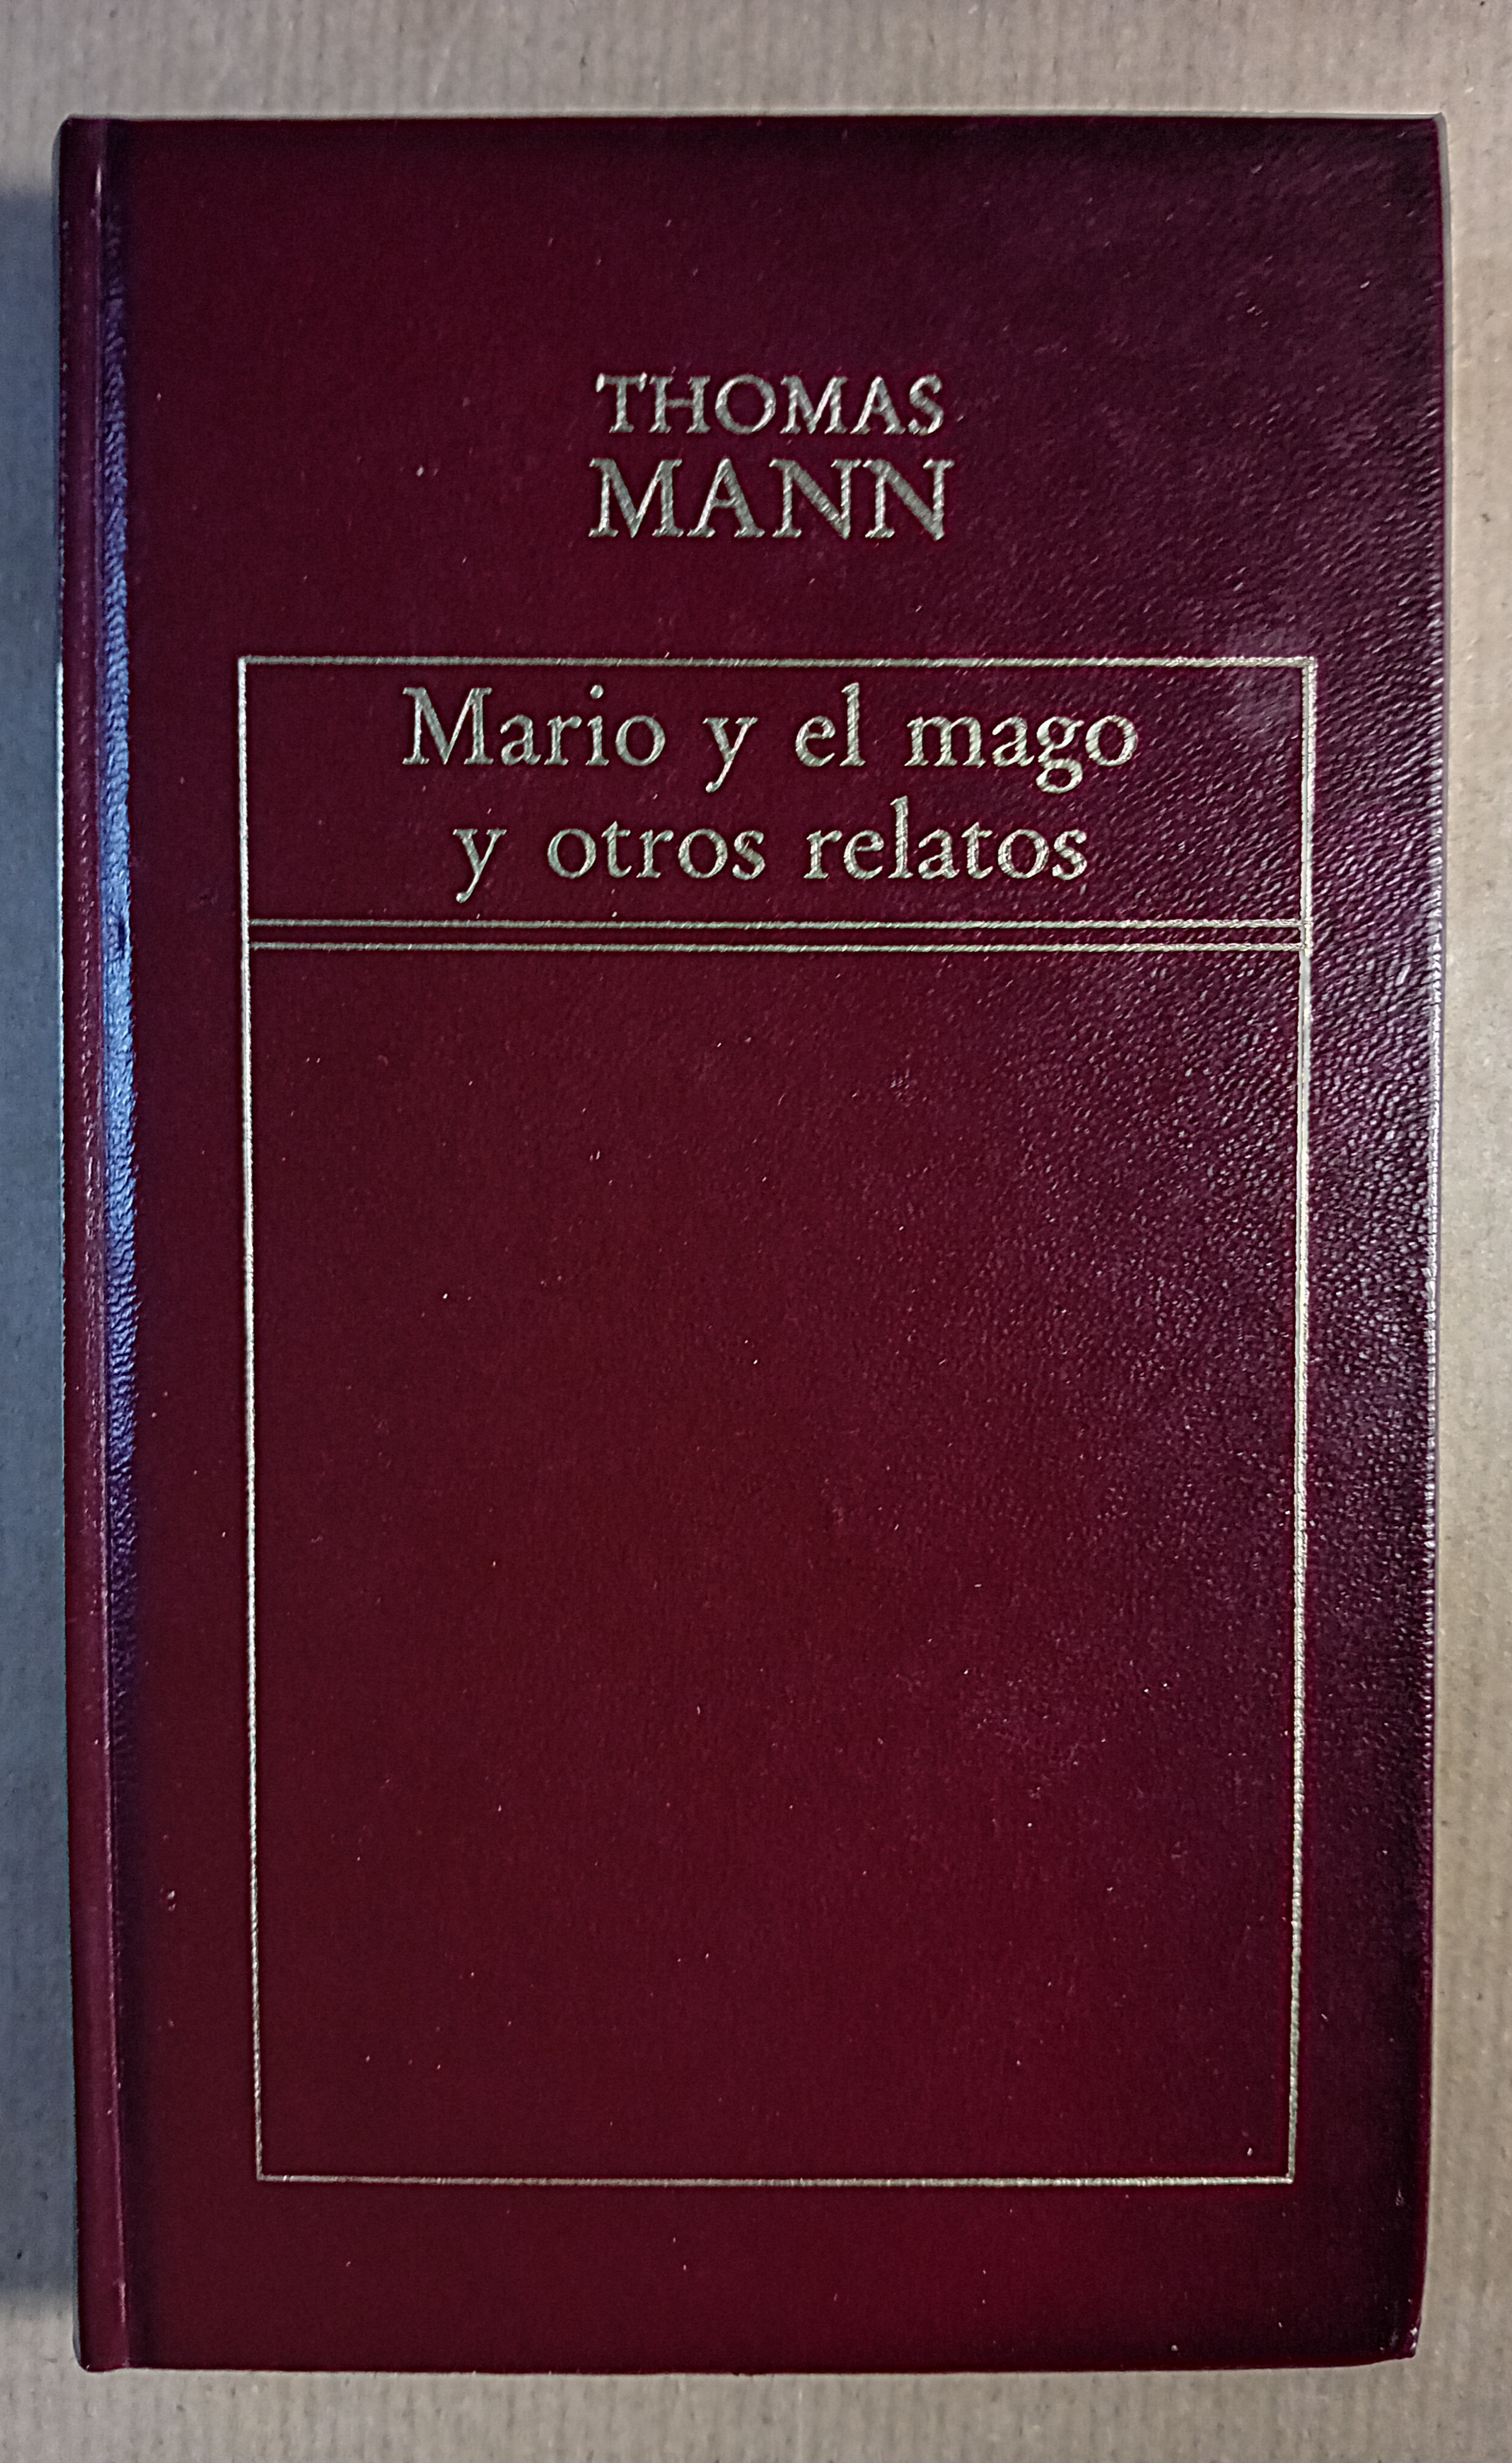 THOMAS
MANN
Mario y el mago
y otros relatos